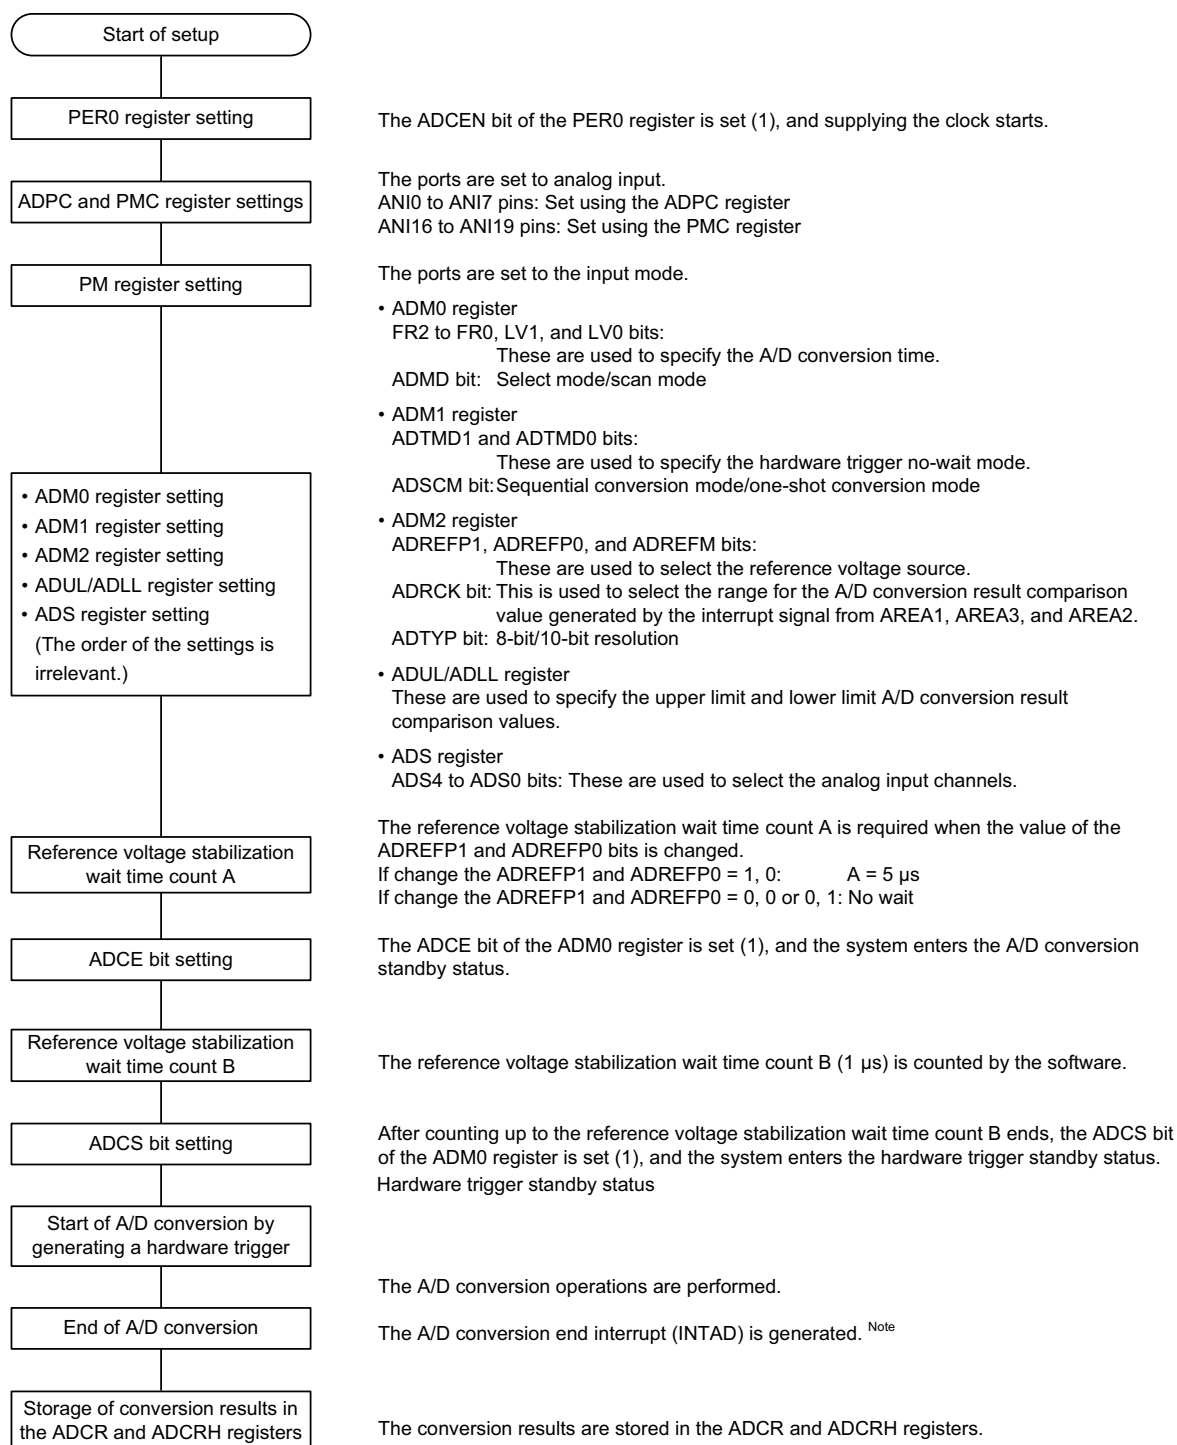 Start of setup
PER0 register setting
The ADCEN bit of the PER0 register is set (1), and supplying the clock starts.
ADPC and PMC register settings
The ports are set to analog input.
ANI0 to ANI7 pins: Set using the ADPC register
ANI16 to ANI19 pins: Set using the PMC register
PM register setting
The ports are set to the input mode.
• ADM0 register setting
• ADM1 register setting
• ADM2 register setting
• ADUL/ADLL register setting
• ADS register setting
(The order of the settings is
irrelevant.)
• ADM0 register
FR2 to FR0, LV1, and LV0 bits:
These are used to specify the A/D conversion time.
ADMD bit: Select mode/scan mode
• ADM1 register
ADTMD1 and ADTMD0 bits:
These are used to specify the hardware trigger no-wait mode.
ADSCM bit: Sequential conversion mode/one-shot conversion mode
• ADM2 register
ADREFP1, ADREFP0, and ADREFM bits:
These are used to select the reference voltage source.
ADRCK bit: This is used to select the range for the A/D conversion result comparison
value generated by the interrupt signal from AREA1, AREA3, and AREA2.
ADTYP bit: 8-bit/10-bit resolution
• ADUL/ADLL register
These are used to specify the upper limit and lower limit A/D conversion result
comparison values.
• ADS register
ADS4 to ADS0 bits: These are used to select the analog input channels.
Reference voltage stabilization
wait time count A
The reference voltage stabilization wait time count A is required when the value of the
ADREFP1 and ADREFP0 bits is changed.
If change the ADREFP1 and ADREFP0 = 1, 0: A = 5 µs
If change the ADREFP1 and ADREFP0 = 0, 0 or 0, 1: No wait
ADCE bit setting
The ADCE bit of the ADM0 register is set (1), and the system enters the A/D conversion
standby status.
Reference voltage stabilization
wait time count B
The reference voltage stabilization wait time count B (1 µs) is counted by the software.
ADCS bit setting
After counting up to the reference voltage stabilization wait time count B ends, the ADCS bit
of the ADM0 register is set (1), and the system enters the hardware trigger standby status.
Hardware trigger standby status
Start of A/D conversion by
generating a hardware trigger
The A/D conversion operations are performed.
End of A/D conversion
The A/D conversion end interrupt (INTAD) is generated. Note
Storage of conversion results in
the ADCR and ADCRH registers
The conversion results are stored in the ADCR and ADCRH registers.